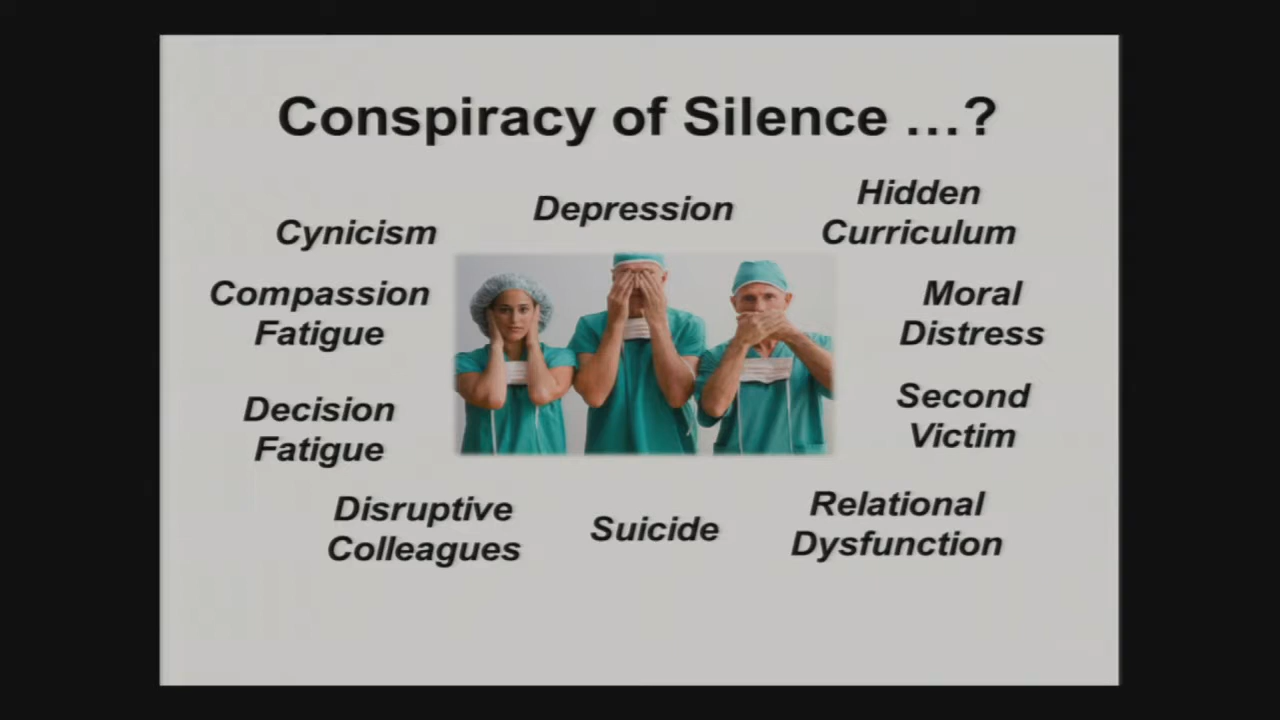 Conspiracy of Silence ...?
Depression
Hidden
Curriculum
Cynicism
Compassion
Fatigue
Moral
Distress
Decision
Fatigue
Second
Victim
Disruptive
Colleagues
Suicide
Relational
Dysfunction